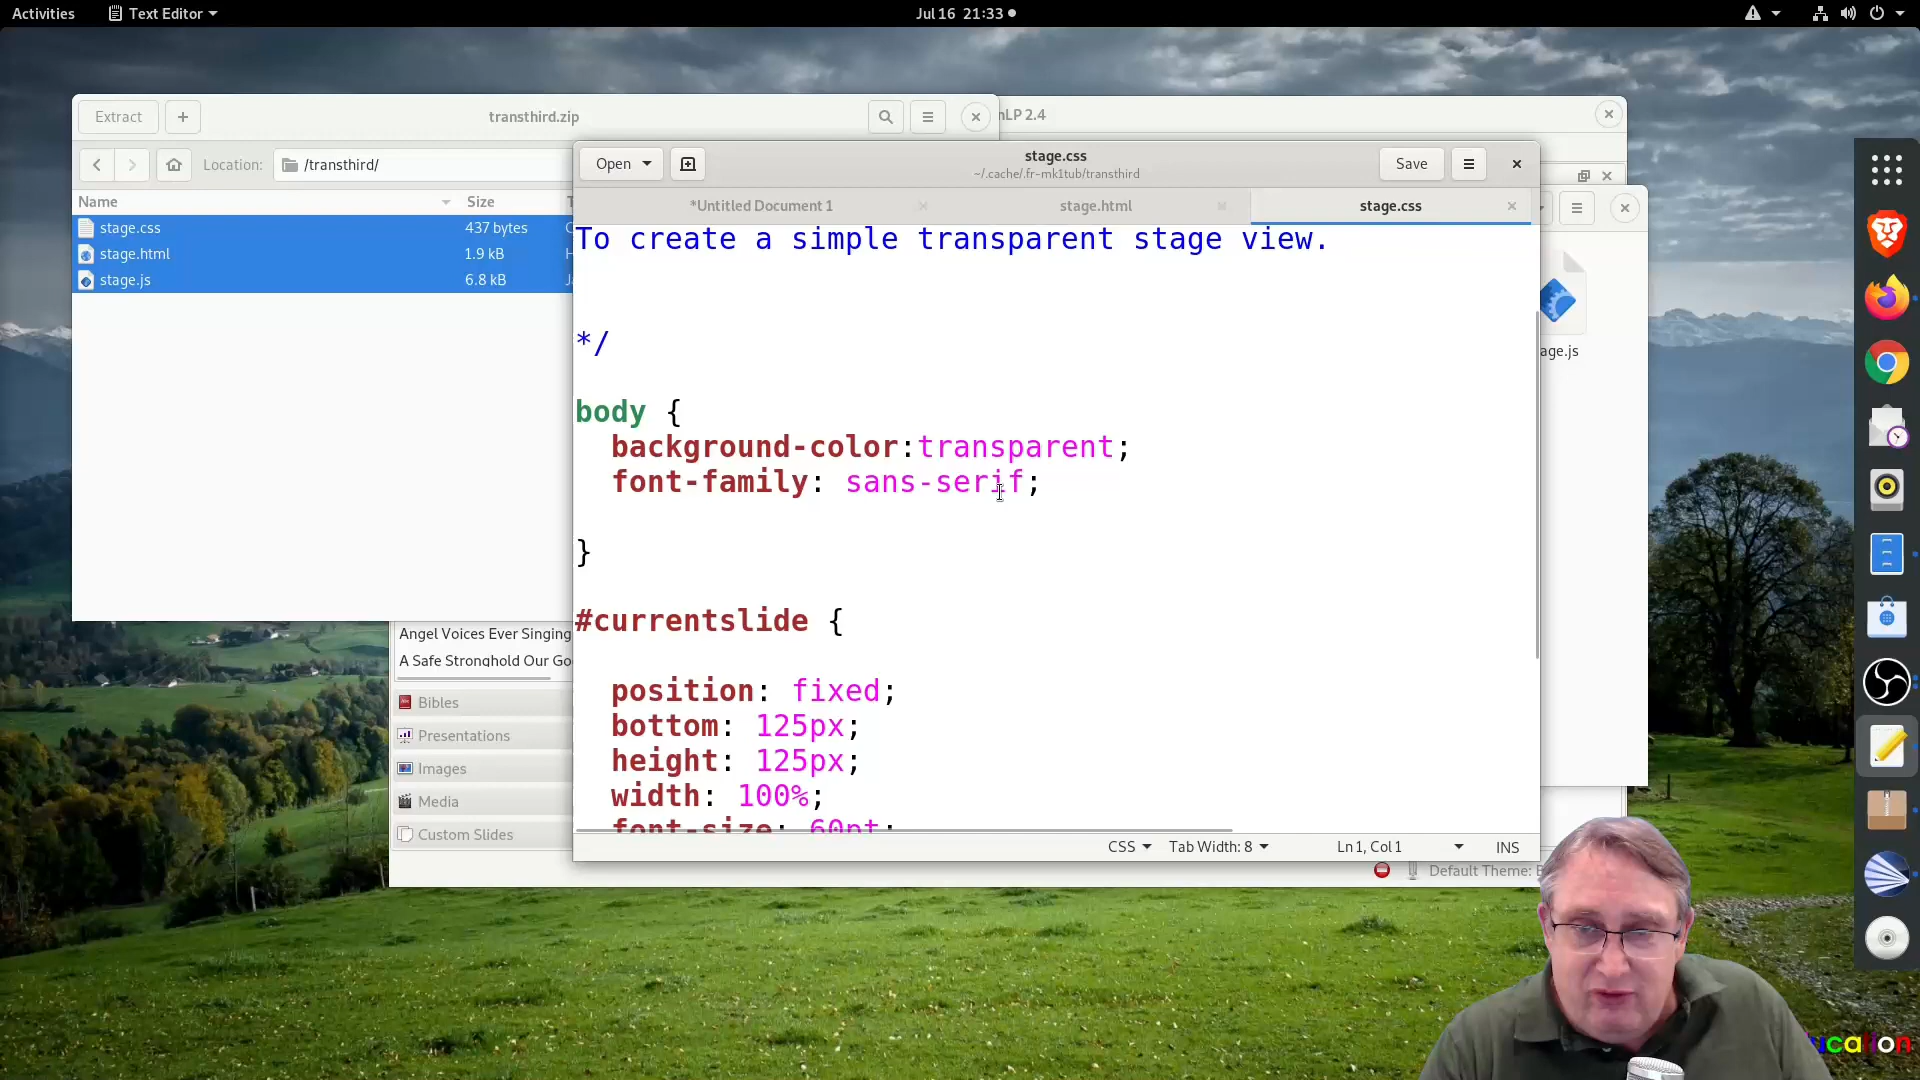 Activities
Text Editor
Jul 16 21:33
Extract
transthird.zip
nLP 2.4
Location:
/transthird/
Open
stage.css
~/.cache/.fr-mk1tub/transthird
Save
Name
Size
*Untitled Document 1
stage.html
stage.css
stage.css
437 bytes
stage.html
1.9 kB
stage.js
6.8 kB
To create a simple transparent stage view.
*/
body {
background-color:transparent;
font-family: sans-serif;
}
#currentslide {
position: fixed;
bottom: 125px;
height: 125px;
width: 100%;
font-size: 60pt;
age.js
Angel Voices Ever Singing
A Safe Stronghold Our Go
Bibles
Presentations
Images
Media
Custom Slides
CSS
Tab Width: 8
Ln 1, Col 1
INS
Default Theme:
ucation